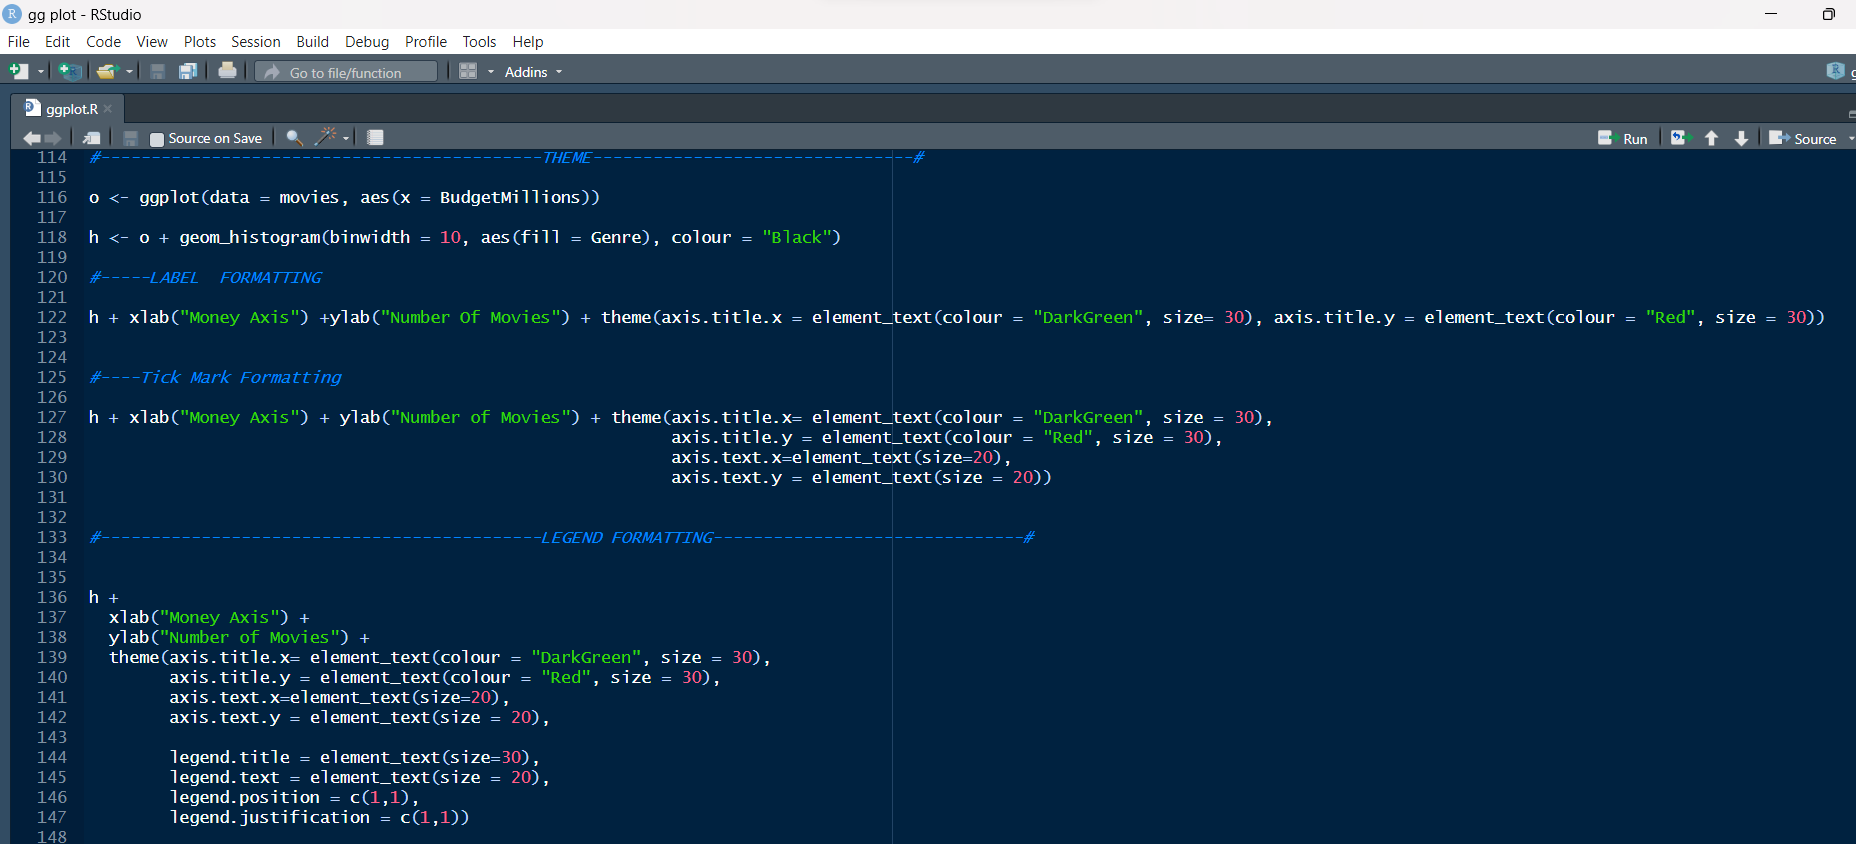 gg plot - RStudio
File Edit Code View Plots Session Build Debug Profile Tools Help
Go to file/function Addins
ggplot.R
Source on Save Run Source
114 #--------------------------------------------THEME--------------------------------#
115
116 o <- ggplot(data = movies, aes(x = BudgetMillions))
117
118 h <- o + geom_histogram(binwidth = 10, aes(fill = Genre), colour = "Black")
119
120 #-----LABEL  FORMATTING
121
122 h + xlab("Money Axis") +ylab("Number Of Movies") + theme(axis.title.x = element_text(colour = "DarkGreen", size= 30), axis.title.y = element_text(colour = "Red", size = 30))
123
124
125 #----Tick Mark Formatting
126
127 h + xlab("Money Axis") + ylab("Number of Movies") + theme(axis.title.x= element_text(colour = "DarkGreen", size = 30),
128 axis.title.y = element_text(colour = "Red", size = 30),
129 axis.text.x=element_text(size=20),
130 axis.text.y = element_text(size = 20))
131
132
133 #--------------------------------------------LEGEND FORMATTING-------------------------------#
134
135
136 h +
137 xlab("Money Axis") +
138 ylab("Number of Movies") +
139 theme(axis.title.x= element_text(colour = "DarkGreen", size = 30),
140 axis.title.y = element_text(colour = "Red", size = 30),
141 axis.text.x=element_text(size=20),
142 axis.text.y = element_text(size = 20),
143
144 legend.title = element_text(size=30),
145 legend.text = element_text(size = 20),
146 legend.position = c(1,1),
147 legend.justification = c(1,1))
148